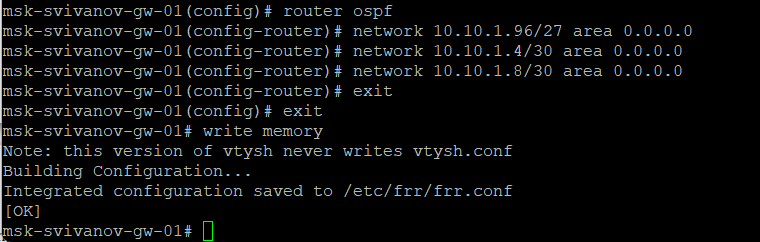 msk-svivanov-gw-01(config)# router ospf
msk-svivanov-gw-01(config-router)# network 10.10.1.96/27 area 0.0.0.0
msk-svivanov-gw-01(config-router)# network 10.10.1.4/30 area 0.0.0.0
msk-svivanov-gw-01(config-router)# network 10.10.1.8/30 area 0.0.0.0
msk-svivanov-gw-01(config-router)# exit
msk-svivanov-gw-01(config)# exit
msk-svivanov-gw-01# write memory
Note: this version of vtysh never writes vtysh.conf
Building Configuration...
Integrated configuration saved to /etc/frr/frr.conf
[OK]
msk-svivanov-gw-01#